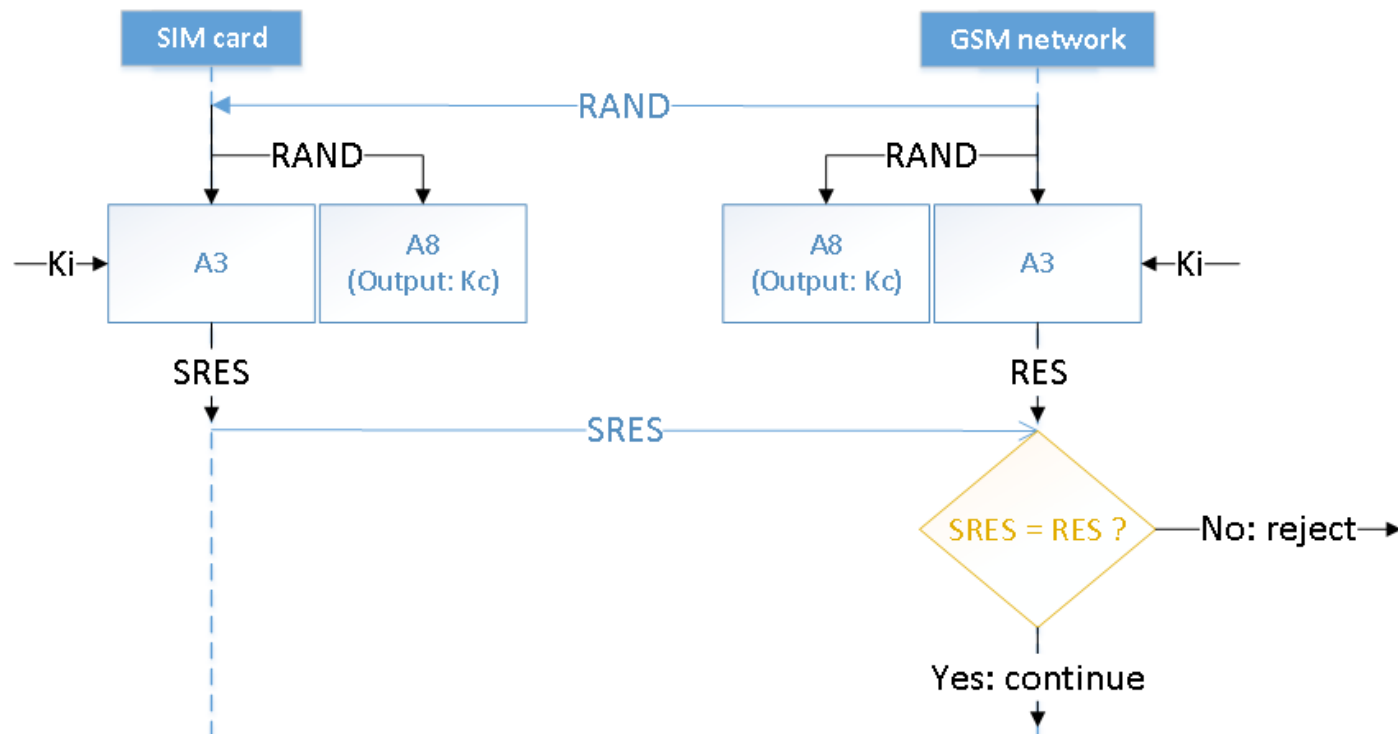 SIM card
GSM network
RAND
RAND
RAND
Ki
A3
A8
(Output: Kc)
A8
(Output: Kc)
A3
Ki
SRES
RES
SRES
SRES = RES ?
No: reject
Yes: continue